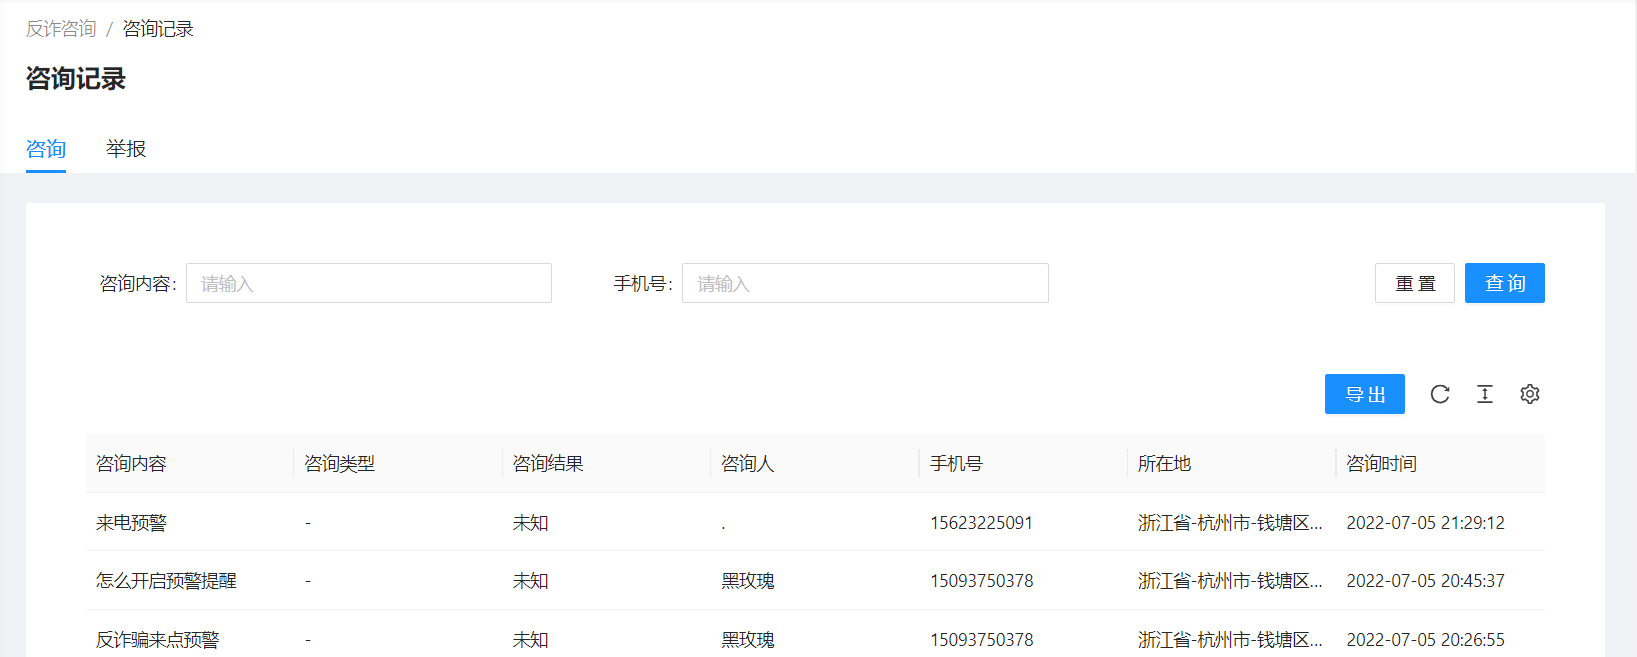 反诈咨询 / 咨询记录
咨询记录
咨询 举报
咨询内容: 请输入 手机号: 请输入 重置 查询
导出
咨询内容 咨询类型 咨询结果 咨询人 手机号 所在地 咨询时间
来电预警 - 未知 . 15623225091 浙江省-杭州市-钱塘区... 2022-07-05 21:29:12
怎么开启预警提醒 - 未知 黑玫瑰 15093750378 浙江省-杭州市-钱塘区... 2022-07-05 20:45:37
反诈骗来点预警 - 未知 黑玫瑰 15093750378 浙江省-杭州市-钱塘区... 2022-07-05 20:26:55